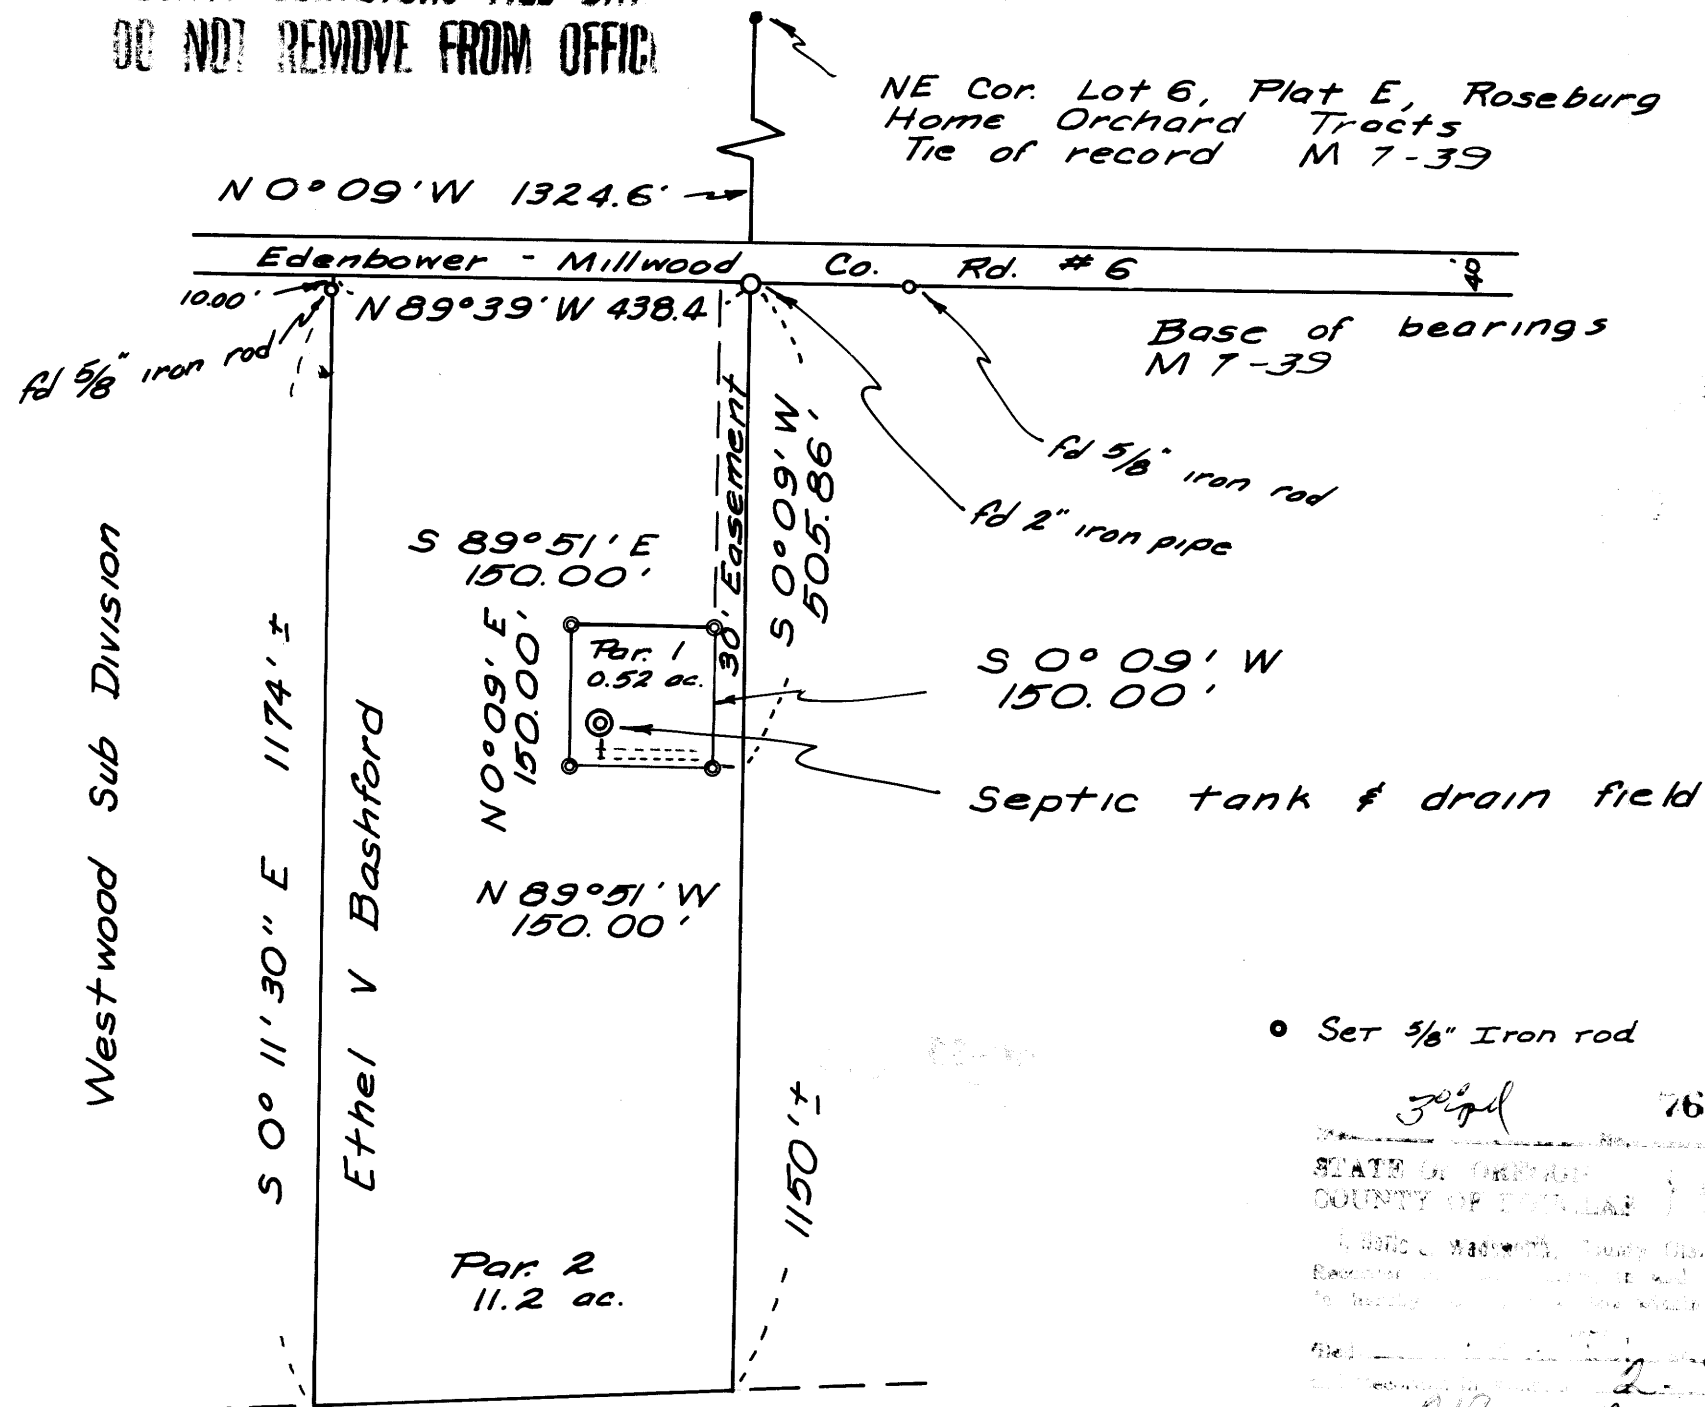 DO NOT REMOVE FROM OFFIC
NE Cor. Lot 6, Plat E, Roseburg
Home Orchard Tracts
Tie of record M 7-39
N 0° 09' W 1324.6'
Edenbower - Millwood Co. Rd. #6
40'
10.00'
N 89° 39' W 438.4
fd 5/8" iron rod
Base of bearings
M 7-39
fd 5/8" iron rod
fd 2" iron pipe
30' Easement
S 0° 09' W
505.86'
S 89° 51' E
150.00'
N 0° 09' E
150.00'
Par. 1
0.52 ac.
S 0° 09' W
150.00'
Septic tank & drain field
N 89° 51' W
150.00'
Westwood Sub Division
S 0° 11' 30" E 1174' ±
Ethel V Bashford
1150' ±
Par. 2
11.2 ac.
Set 5/8" Iron rod
76
STATE OF OREGON
COUNTY OF
2-